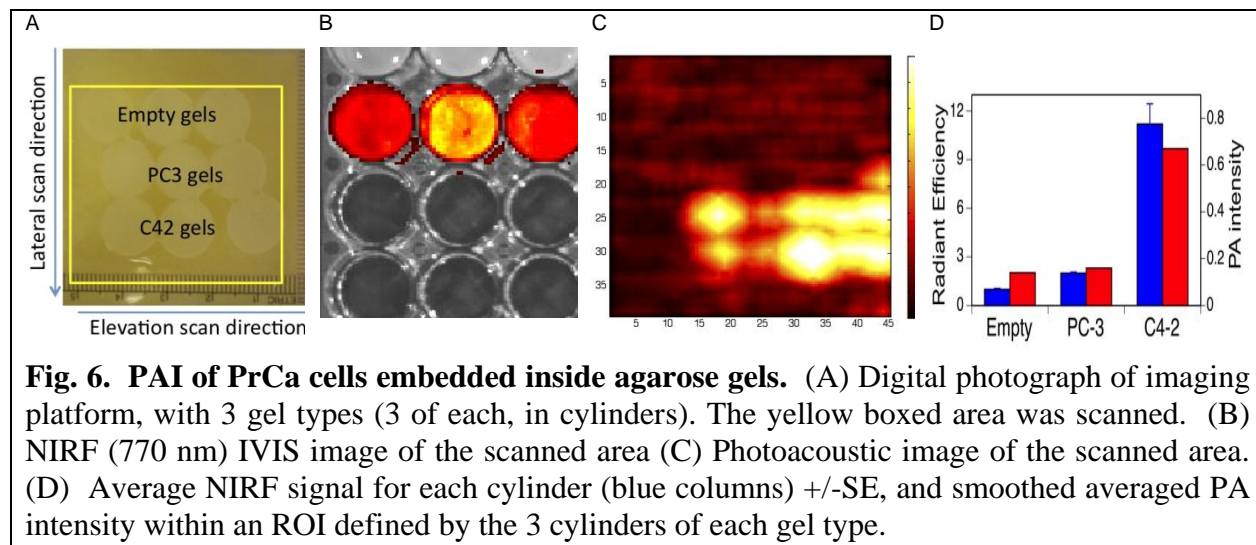 A
B
C
D
Lateral scan direction
Empty gels
PC3 gels
C42 gels
Elevation scan direction
5
10
15
20
25
30
35
5 10 15 20 25 30 35 40 45
Radiant Efficiency
12
9
6
3
0
0.8
0.6
0.4
0.2
0
PA intensity
Empty PC-3 C4-2
Fig. 6. PAI of PrCa cells embedded inside agarose gels. (A) Digital photograph of imaging
platform, with 3 gel types (3 of each, in cylinders). The yellow boxed area was scanned. (B)
NIRF (770 nm) IVIS image of the scanned area (C) Photoacoustic image of the scanned area.
(D) Average NIRF signal for each cylinder (blue columns) +/-SE, and smoothed averaged PA
intensity within an ROI defined by the 3 cylinders of each gel type.